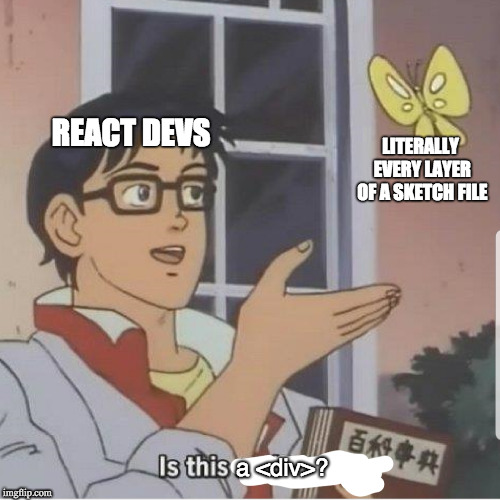 REACT DEVS
LITERALLY
EVERY LAYER
OF A SKETCH FILE
百科事典
Is this a <div>?
imgflip.com